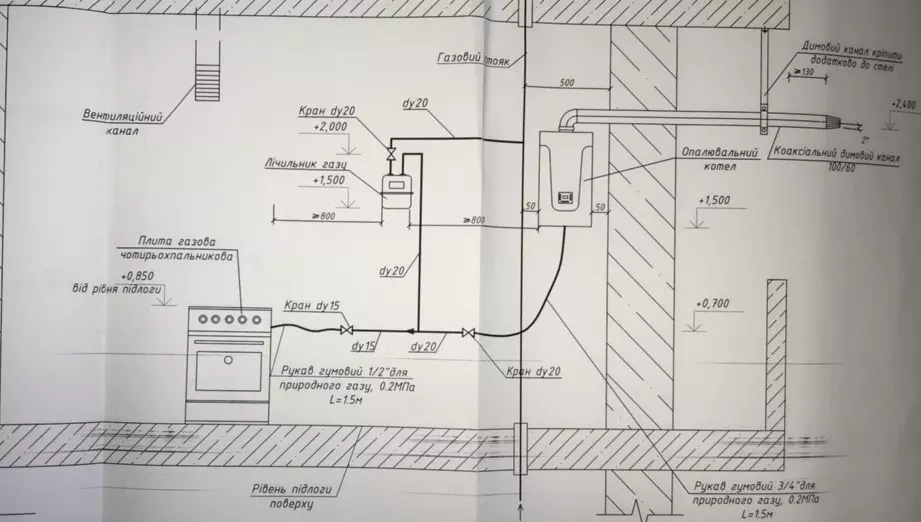 Газовий тояк
Димовий канал кріпити
додатково до стелі
≥130
500
dy20
Кран dy20
+2,000
+2,400
Вентиляційний
канал
2°
Лічильник газу
Опалювальний
котел
Коаксіальний димовий канал
100/60
+1,500
+1,500
50
50
≥800
≥800
Плита газова
чотирьохпальникова
+0,850
від рівня підлоги
dy20
Кран dy15
+0,700
dy15
dy20
Рукав гумовий 1/2"для
природного газу, 0.2МПа
L=1.5м
Кран dy20
Рівень підлоги
поверху
Рукав гумовий 3/4"для
природного газу, 0.2МПа
L=1.5м